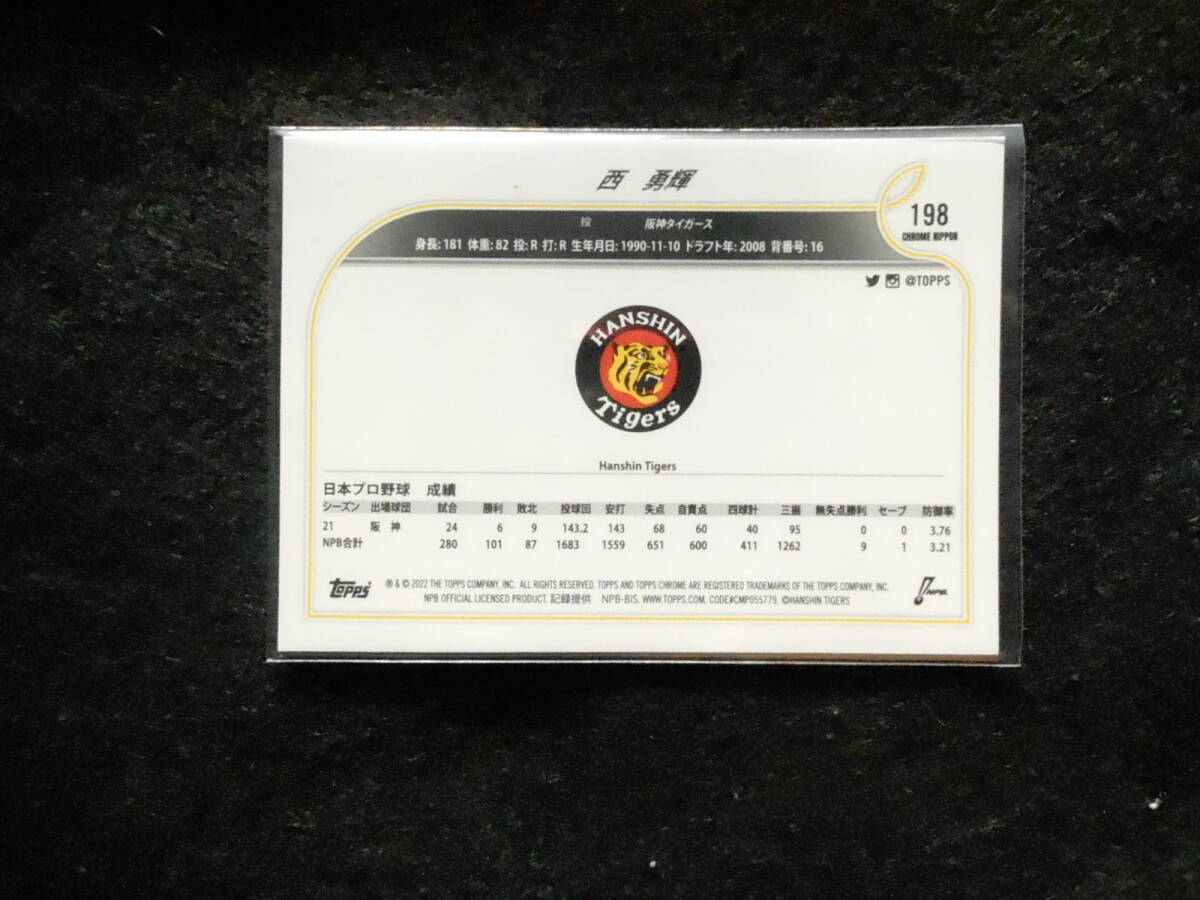 西 勇輝
198
CHROME NIPPON
投 阪神タイガース
身長: 181 体重: 82 投: R 打: R 生年月日: 1990-11-10 ドラフト年: 2008 背番号: 16
@TOPPS
HANSHIN
Tigers
Hanshin Tigers
日本プロ野球 成績
シーズン 出場球団 試合 勝利 敗北 投球回 安打 失点 自責点 四球計 三振 無失点勝利 セーブ 防御率
21 阪 神 24 6 9 143.2 143 68 60 40 95 0 0 3.76
NPB合計 280 101 87 1683 1559 651 600 411 1262 9 1 3.21
Topps
® & © 2022 THE TOPPS COMPANY, INC. ALL RIGHTS RESERVED. TOPPS AND TOPPS CHROME ARE REGISTERED TRADEMARKS OF THE TOPPS COMPANY, INC.
NPB OFFICIAL LICENSED PRODUCT. 記録提供 NPB-BIS. WWW.TOPPS.COM. CODE#CMP055779. ©HANSHIN TIGERS
NPB